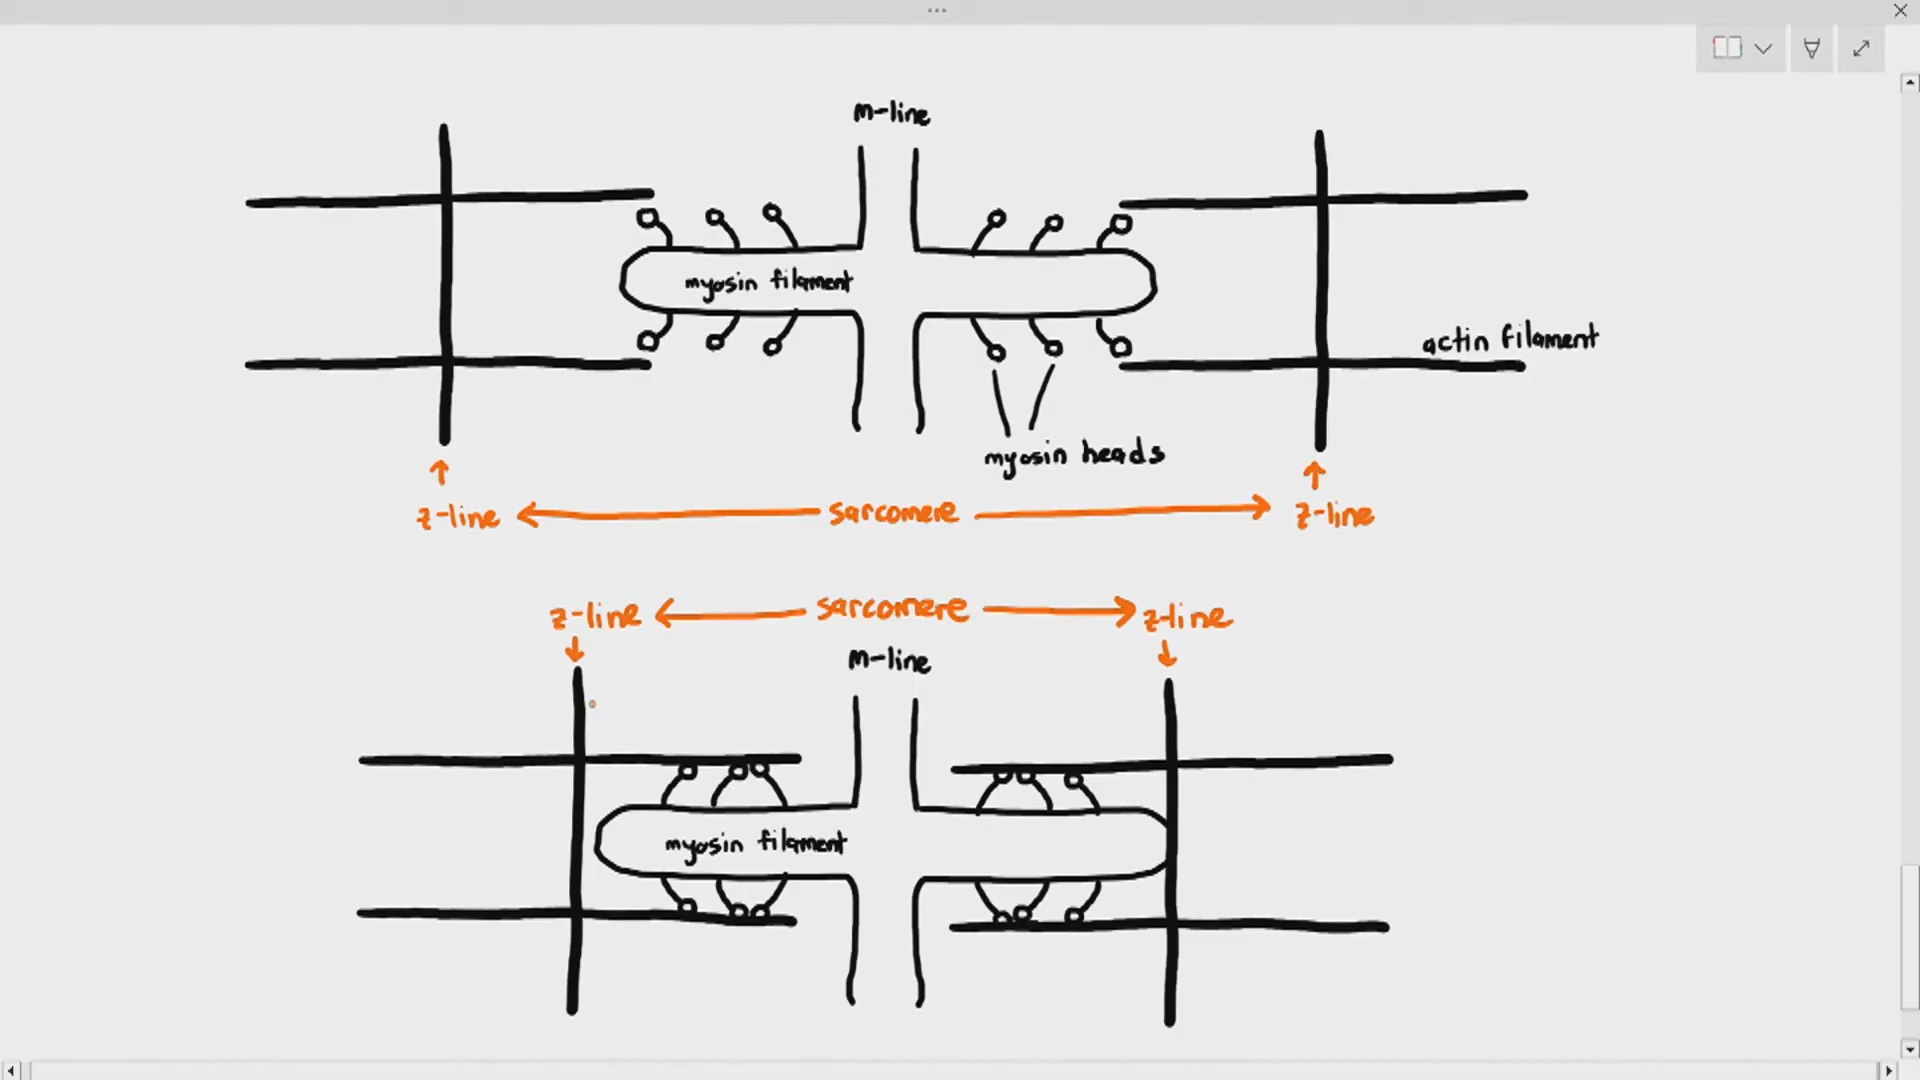 m-line
myosin filament
actin filament
myosin heads
z-line sarcomere z-line
z-line sarcomere z-line
m-line
myosin filament